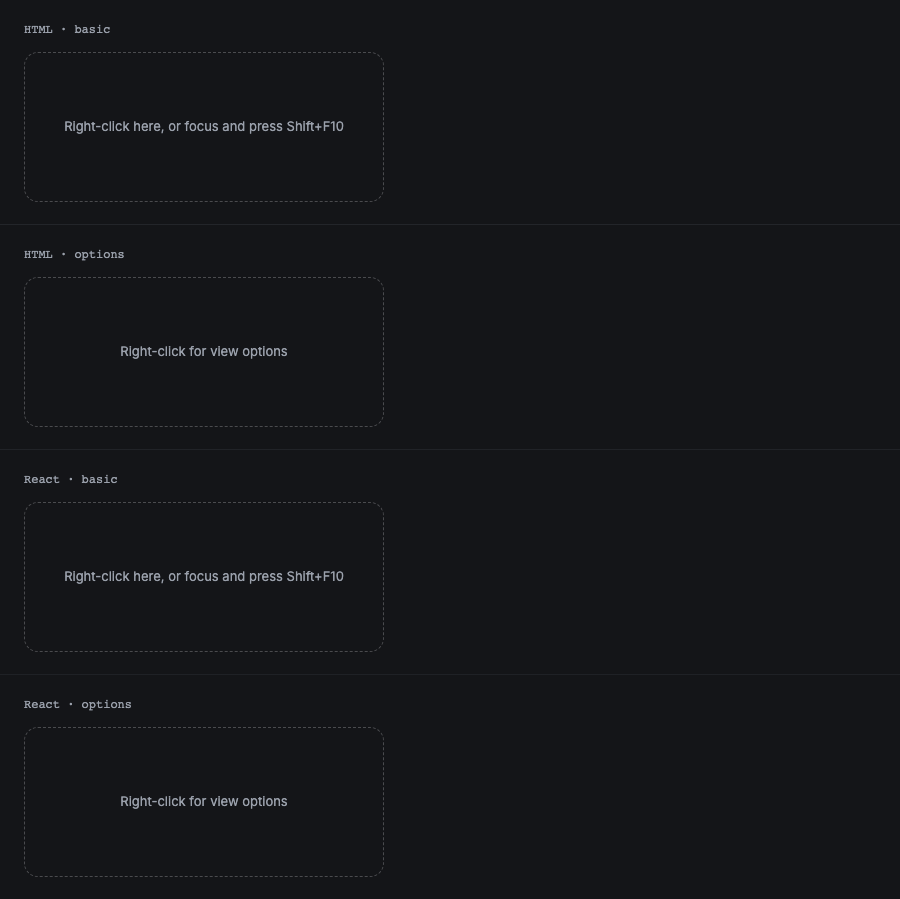 HTML · basic
Right-click here, or focus and press Shift+F10
HTML · options
Right-click for view options
React · basic
Right-click here, or focus and press Shift+F10
React · options
Right-click for view options